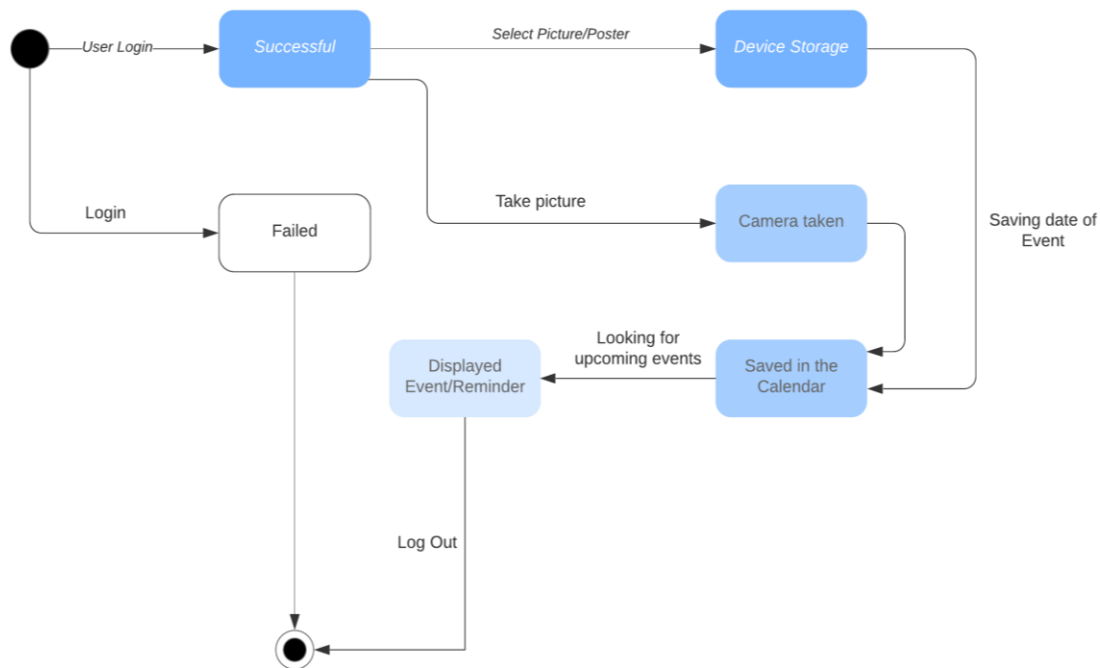 User Login
Successful
Select Picture/Poster
Device Storage
Login
Failed
Take picture
Camera taken
Saving date of
Event
Looking for
upcoming events
Displayed
Event/Reminder
Saved in the
Calendar
Log Out